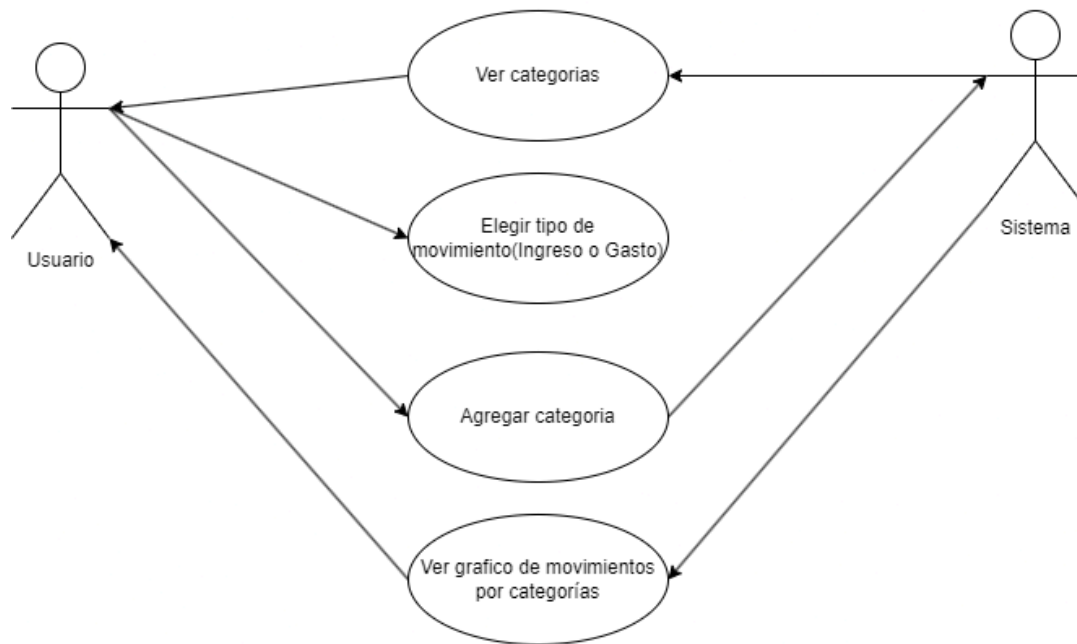 Ver categorias
Elegir tipo de
movimiento(Ingreso o Gasto)
Usuario
Sistema
Agregar categoria
Ver grafico de movimientos
por categorías